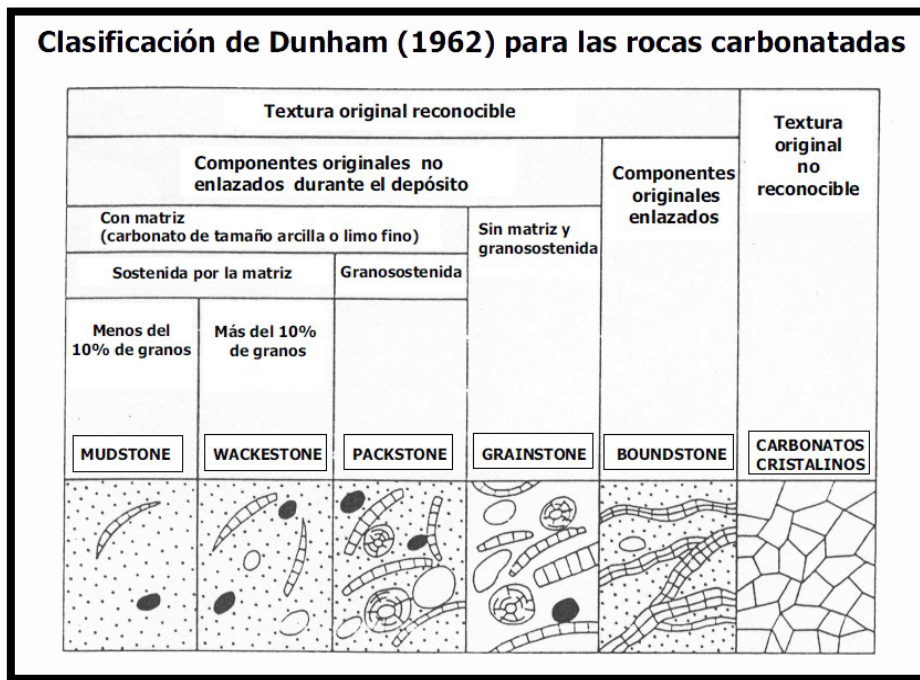 Clasificación de Dunham (1962) para las rocas carbonatadas
Textura original reconocible
Textura
original
no
reconocible
Componentes originales no
enlazados durante el depósito
Componentes
originales
enlazados
Con matriz
(carbonato de tamaño arcilla o limo fino)
Sin matriz y
granosostenida
Sostenida por la matriz
Granosostenida
Menos del
10% de granos
Más del 10%
de granos
MUDSTONE
WACKESTONE
PACKSTONE
GRAINSTONE
BOUNDSTONE
CARBONATOS
CRISTALINOS